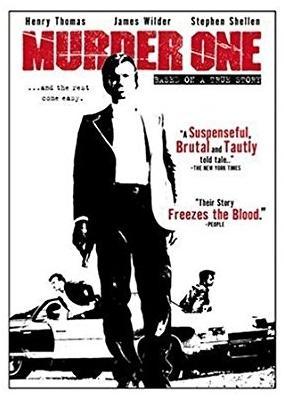 Henry Thomas James Wilder Stephen Shellen
MURDER ONE
BASED ON A TRUE STORY
...and the rest
come easy.
"A Suspenseful,
Brutal and Tautly
told tale.."
-THE NEW YORK TIMES
"Their Story
Freezes the Blood."
-PEOPLE